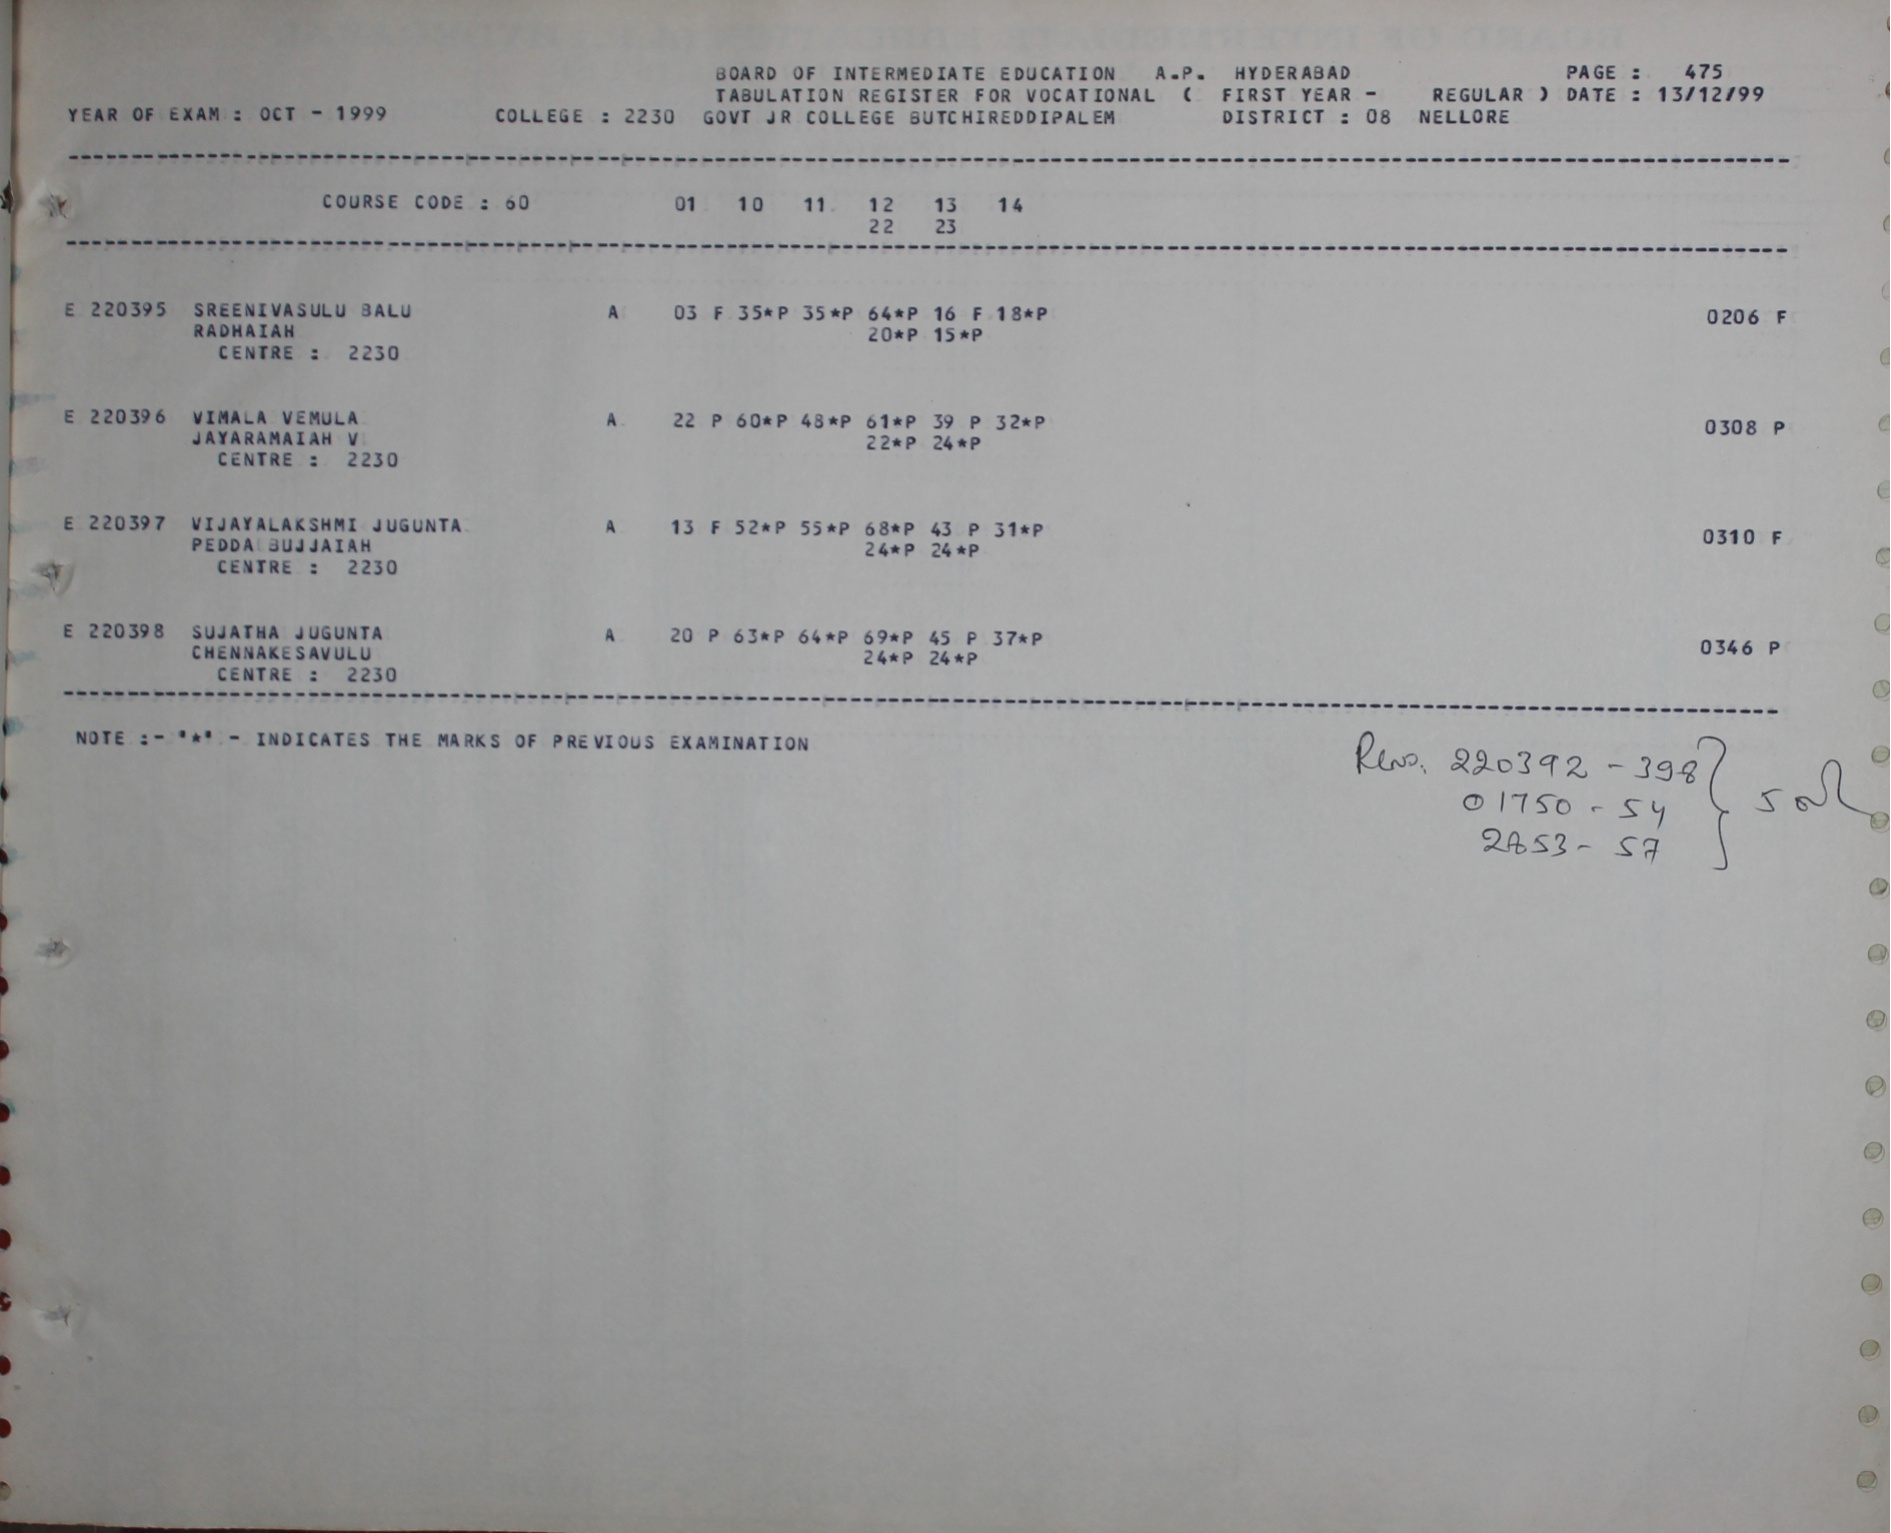 BOARD OF INTERMEDIATE EDUCATION A.P. HYDERABAD PAGE : 475
TABULATION REGISTER FOR VOCATIONAL ( FIRST YEAR - REGULAR ) DATE : 13/12/99
YEAR OF EXAM : OCT - 1999 COLLEGE : 2230 GOVT JR COLLEGE BUTCHIREDDIPALEM DISTRICT : 08 NELLORE
COURSE CODE : 60 01 10 11 12 13 14
22 23
E 220395 SREENIVASULU BALU A 03 F 35*P 35*P 64*P 16 F 18*P 0206 F
RADHAIAH 20*P 15*P
CENTRE : 2230
E 220396 VIMALA VEMULA A 22 P 60*P 48*P 61*P 39 P 32*P 0308 P
JAYARAMAIAH V 22*P 24*P
CENTRE : 2230
E 220397 VIJAYALAKSHMI JUGUNTA A 13 F 52*P 55*P 68*P 43 P 31*P 0310 F
PEDDA BUJJAIAH 24*P 24*P
CENTRE : 2230
E 220398 SUJATHA JUGUNTA A 20 P 63*P 64*P 69*P 45 P 37*P 0346 P
CHENNAKESAVULU 24*P 24*P
CENTRE : 2230
NOTE :- "*" - INDICATES THE MARKS OF PREVIOUS EXAMINATION
220392 - 398
01750 - 54
- 57